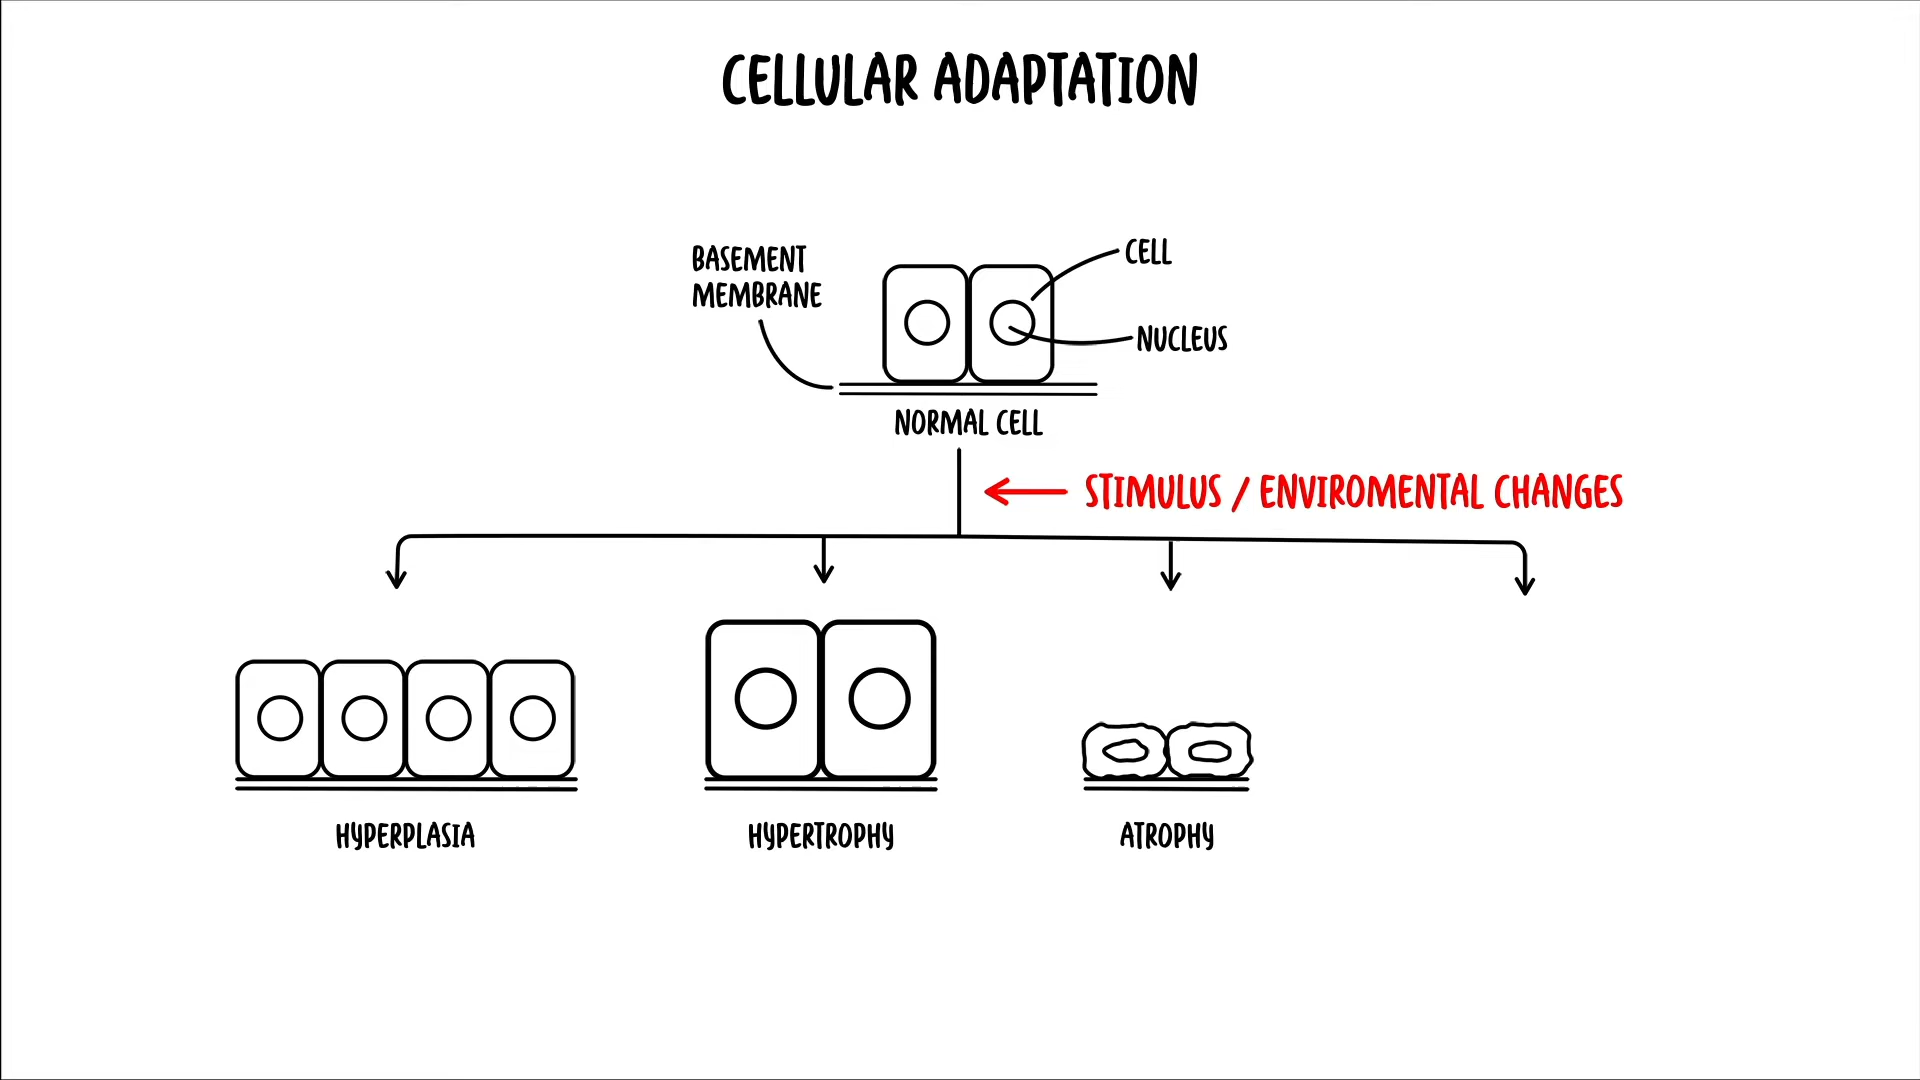 CELLULAR ADAPTATION
BASEMENT
MEMBRANE
CELL
NUCLEUS
NORMAL CELL
STIMULUS / ENVIROMENTAL CHANGES
HYPERPLASIA
HYPERTROPHY
ATROPHY